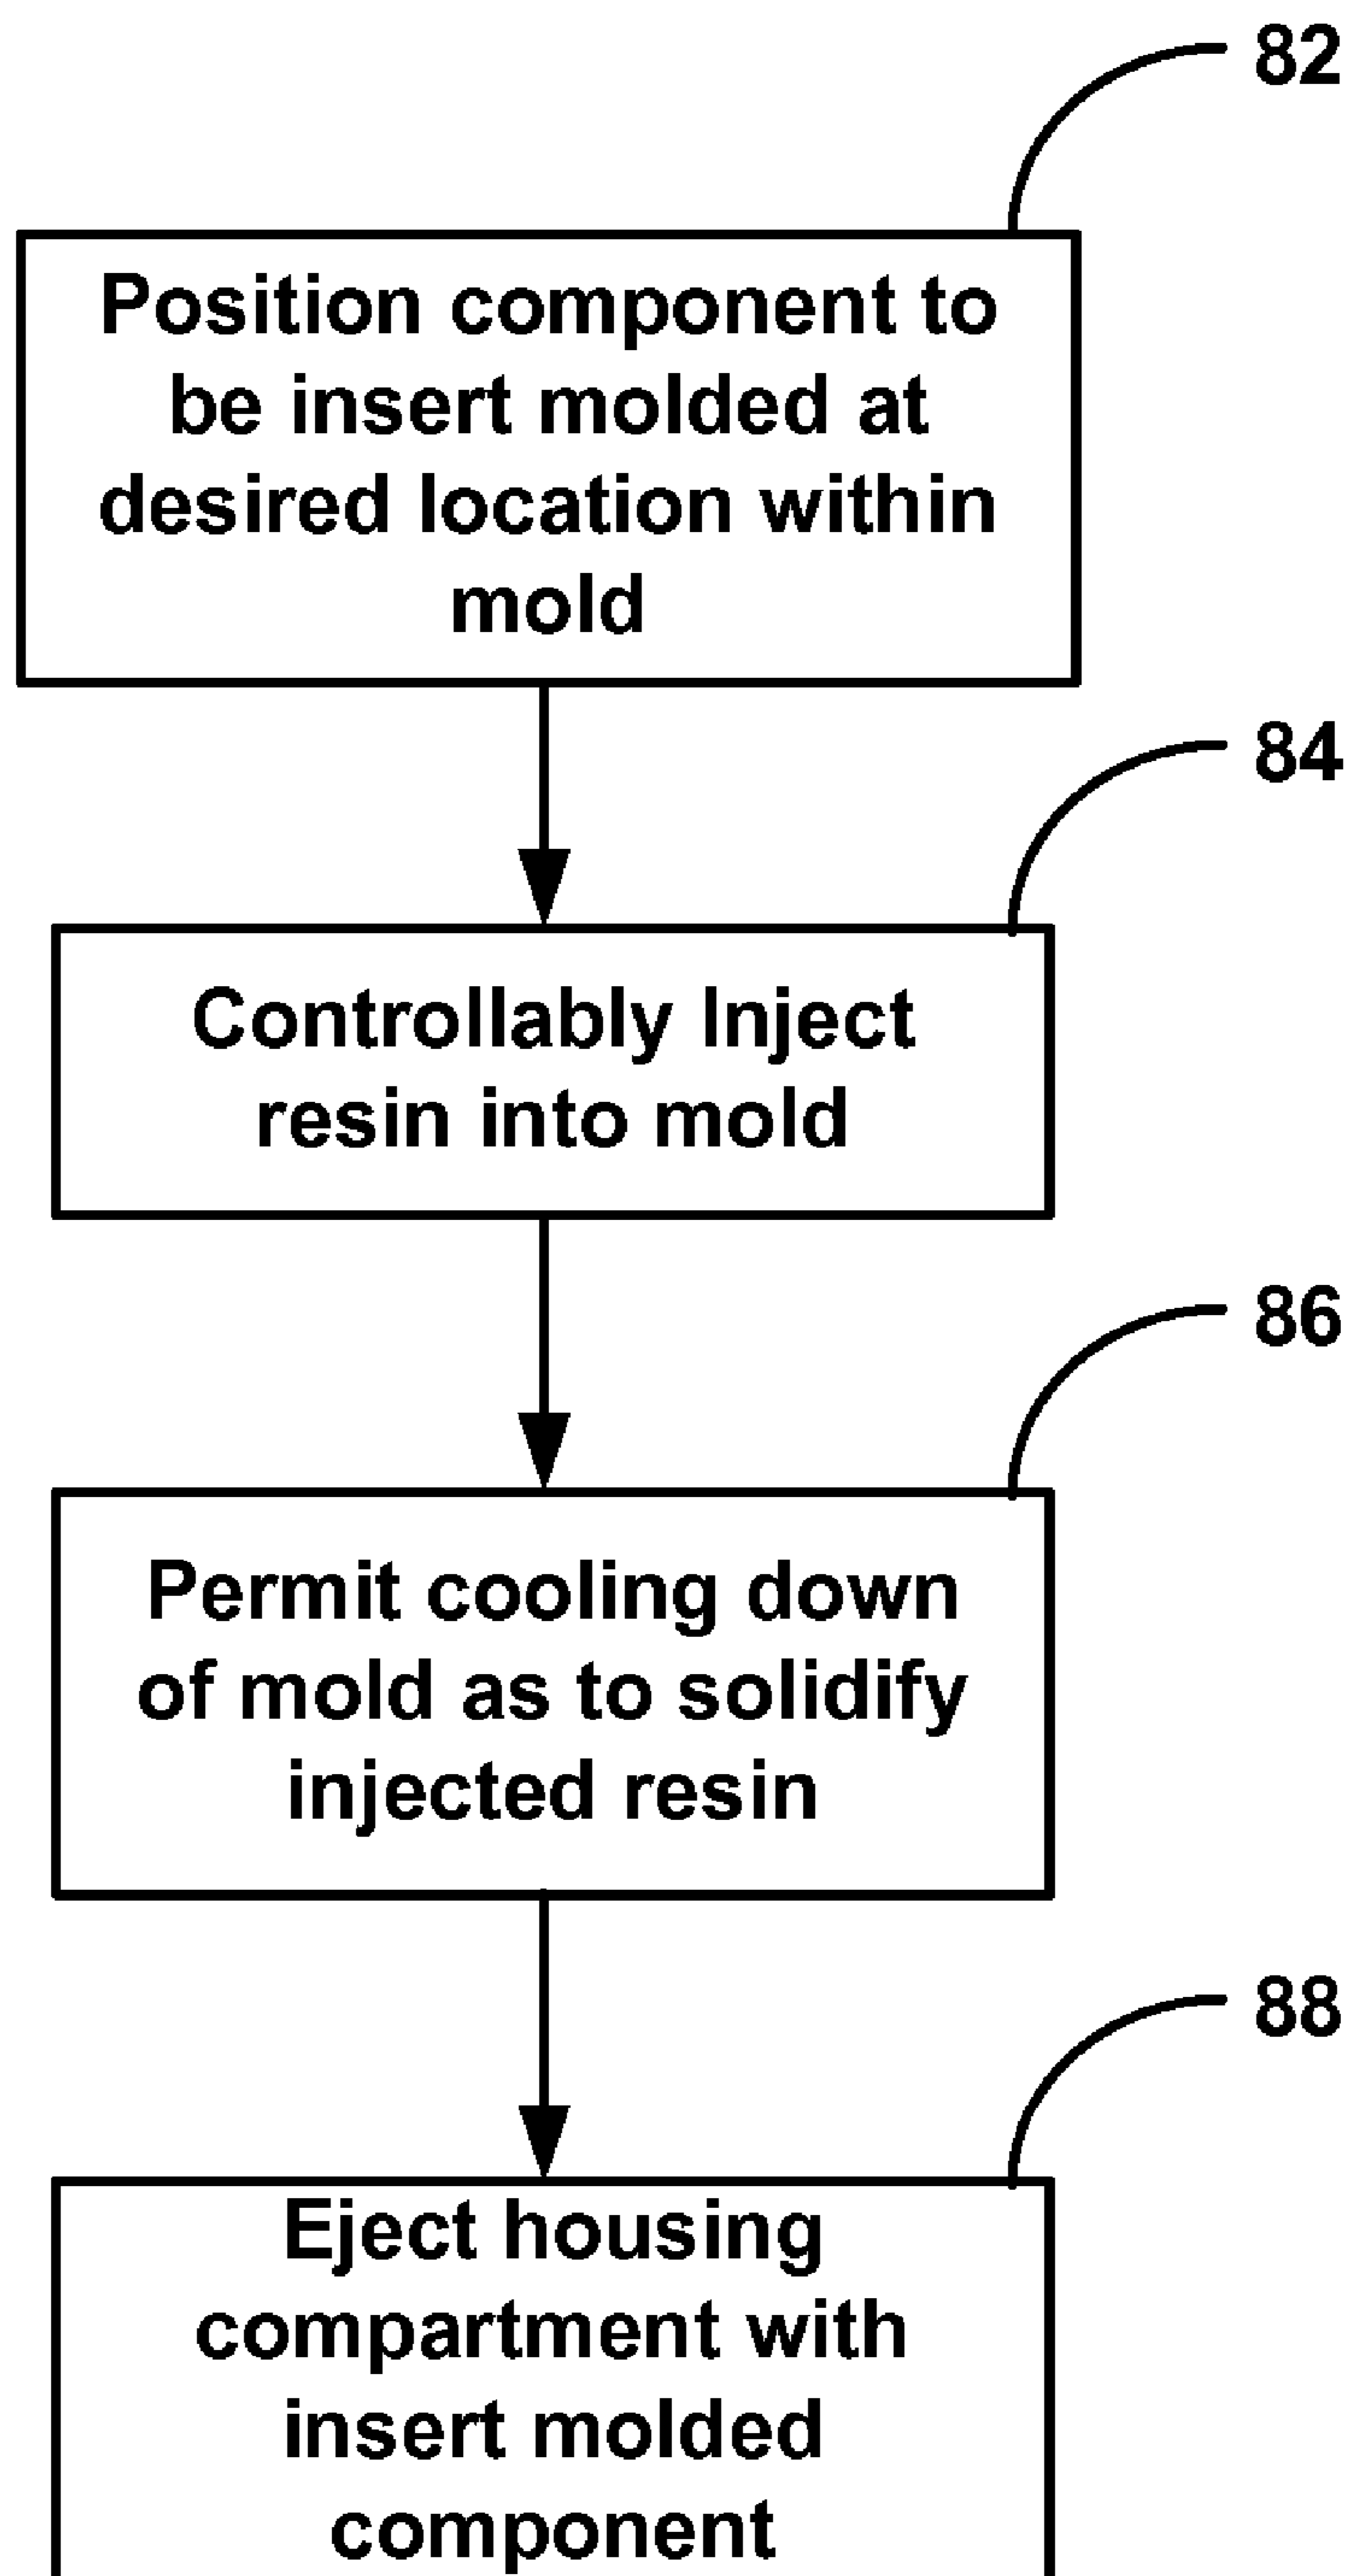 82
Position component to
be insert molded at
desired location within
mold
84
Controllably Inject
resin into mold
86
Permit cooling down
of mold as to solidify
injected resin
88
Eject housing
compartment with
insert molded
component